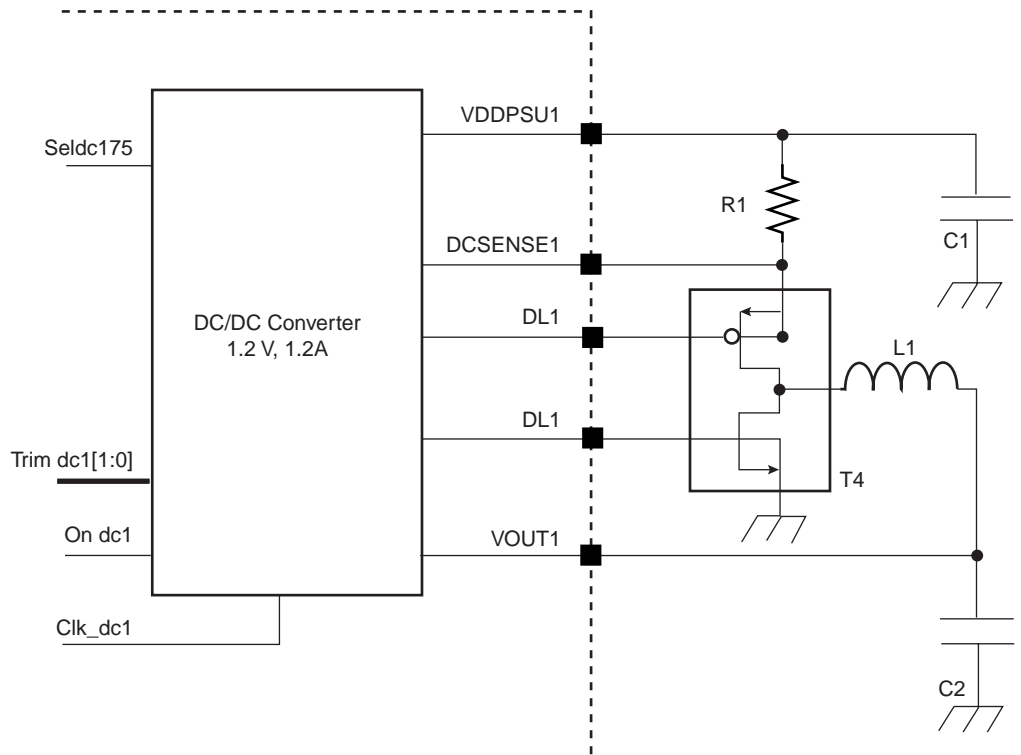 VDDPSU1
Seldc175
R1
C1
DCSENSE1
DC/DC Converter
1.2 V, 1.2A
DL1
L1
DL1
Trim dc1[1:0]
T4
On dc1
VOUT1
Clk_dc1
C2